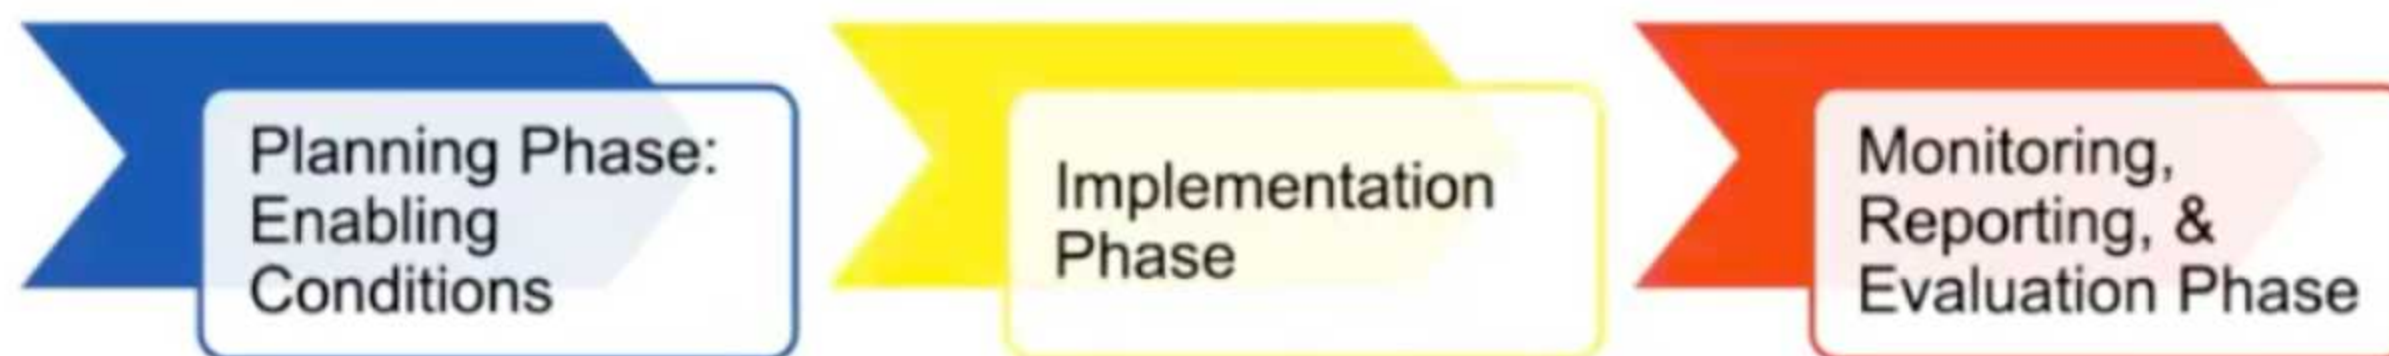 Planning Phase:
Enabling
Conditions
Implementation
Phase
Monitoring,
Reporting, &
Evaluation Phase